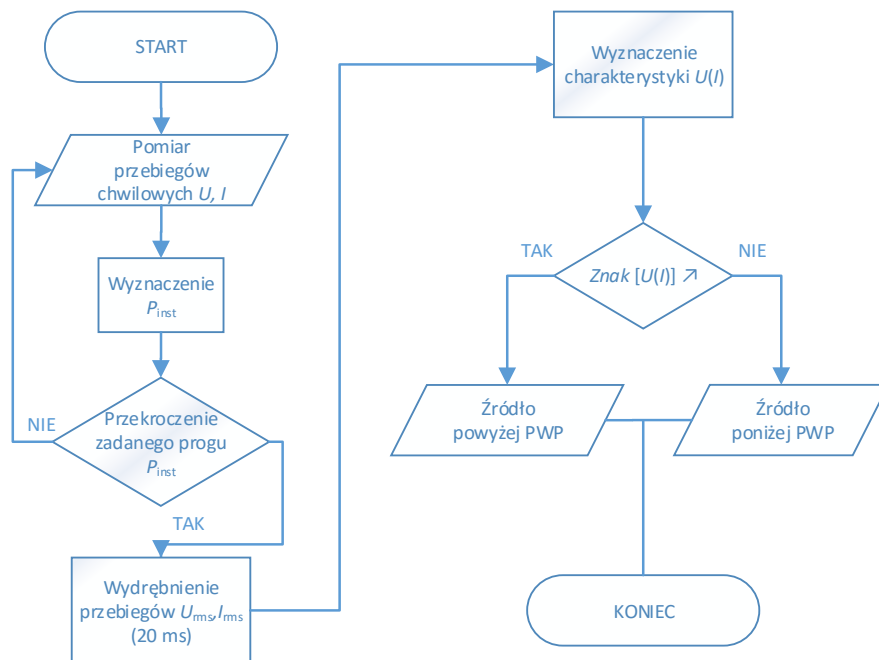 START
Pomiar
przebiegów
chwilowych U, I
Wyznaczenie
Pinst
Przekroczenie
zadanego progu
Pinst
NIE
TAK
Wydrębnienie
przebiegów Urms,Irms
(20 ms)
Wyznaczenie
charakterystyki U(I)
Znak [U(I)] ↗
TAK
NIE
Źródło
powyżej PWP
Źródło
poniżej PWP
KONIEC